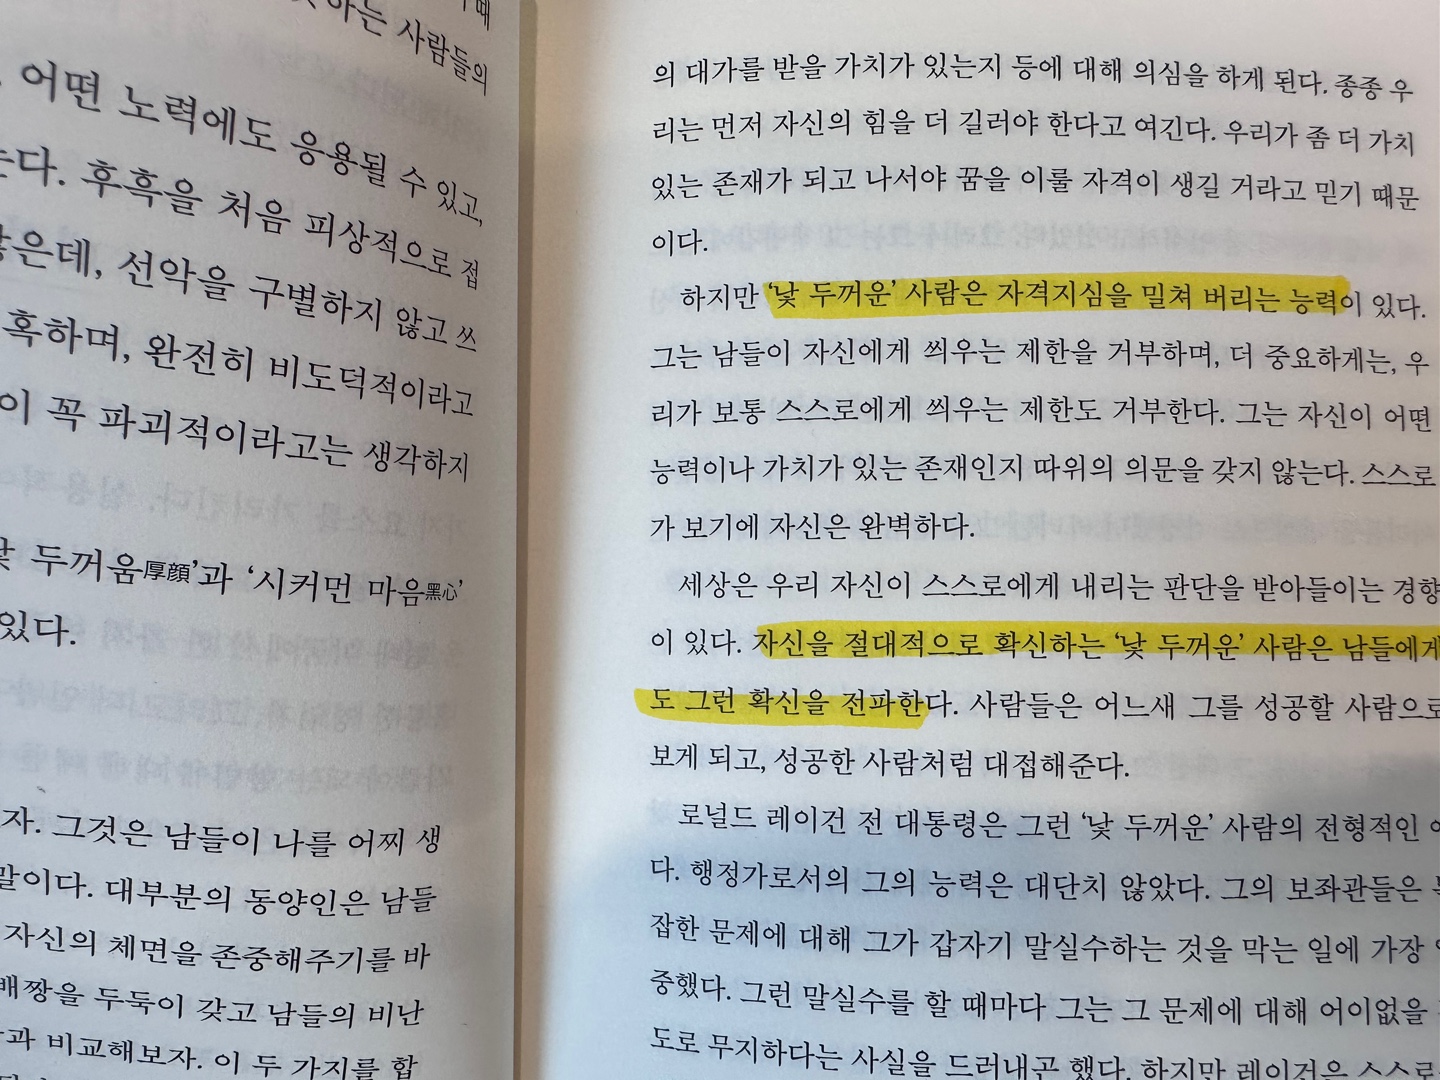 하는 사람들의
어떤 노력에도 응용될 수 있고,
후흑을 처음 피상적으로 접
은데, 선악을 구별하지 않고 쓰
혹하며, 완전히 비도덕적이라고
이 꼭 파괴적이라고는 생각하지
두꺼움厚顔’과 ‘시커먼 마음黑心’
있다.
자. 그것은 남들이 나를 어찌 생
말이다. 대부분의 동양인은 남들
자신의 체면을 존중해주기를 바
배짱을 두둑이 갖고 남들의 비난
과 비교해보자. 이 두 가지를 합
의 대가를 받을 가치가 있는지 등에 대해 의심을 하게 된다. 종종 우
리는 먼저 자신의 힘을 더 길러야 한다고 여긴다. 우리가 좀 더 가치
있는 존재가 되고 나서야 꿈을 이룰 자격이 생길 거라고 믿기 때문
이다.
하지만 ‘낯 두꺼운’ 사람은 자격지심을 밀쳐 버리는 능력이 있다.
그는 남들이 자신에게 씌우는 제한을 거부하며, 더 중요하게는, 우
리가 보통 스스로에게 씌우는 제한도 거부한다. 그는 자신이 어떤
능력이나 가치가 있는 존재인지 따위의 의문을 갖지 않는다. 스스로
가 보기에 자신은 완벽하다.
세상은 우리 자신이 스스로에게 내리는 판단을 받아들이는 경향
이 있다. 자신을 절대적으로 확신하는 ‘낯 두꺼운’ 사람은 남들에게
도 그런 확신을 전파한다. 사람들은 어느새 그를 성공할 사람으로
보게 되고, 성공한 사람처럼 대접해준다.
로널드 레이건 전 대통령은 그런 ‘낯 두꺼운’ 사람의 전형적인
다. 행정가로서의 그의 능력은 대단치 않았다. 그의 보좌관들은
잡한 문제에 대해 그가 갑자기 말실수하는 것을 막는 일에 가장
중했다. 그런 말실수를 할 때마다 그는 그 문제에 대해 어이없을
도로 무지하다는 사실을 드러내곤 했다. 하지만 레이건은 스스로